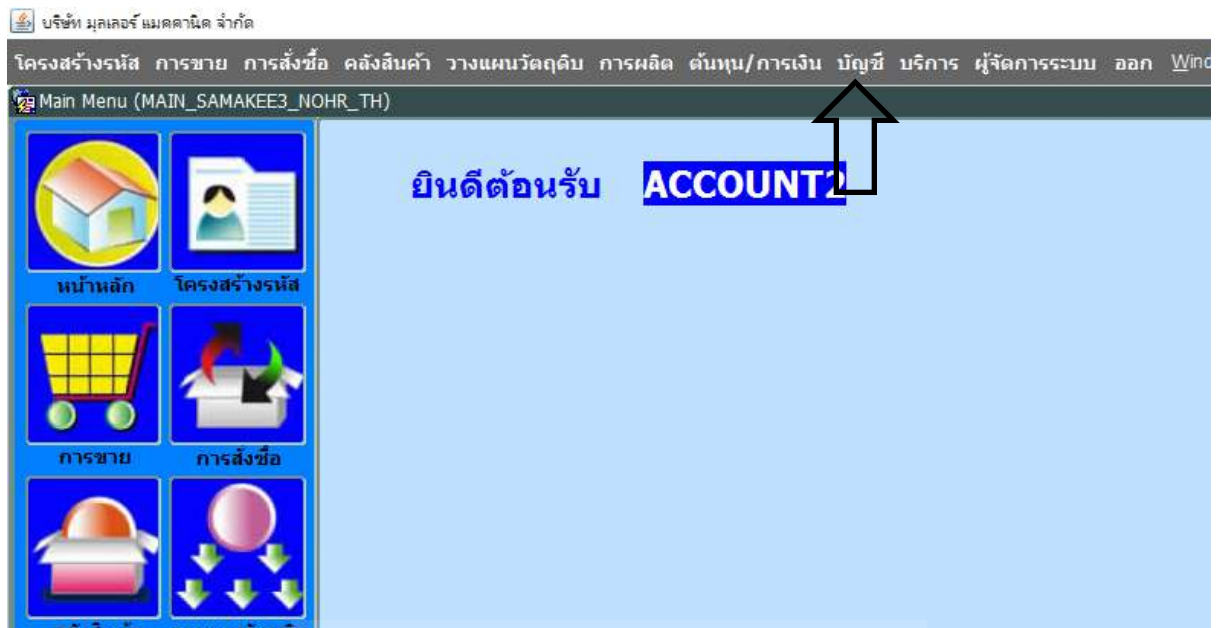 บริษัท มุลเลอร์ แมคคานิค จำกัด
โครงสร้างรหัส การขาย การสั่งซื้อ คลังสินค้า วางแผนวัตถุดิบ การผลิต ต้นทุน/การเงิน บัญชี บริการ ผู้จัดการระบบ ออก
Main Menu (MAIN_SAMAKEE3_NOHR_TH)
ยินดีต้อนรับ ACCOUNT2
หน้าหลัก โครงสร้างรหัส
การขาย การสั่งซื้อ